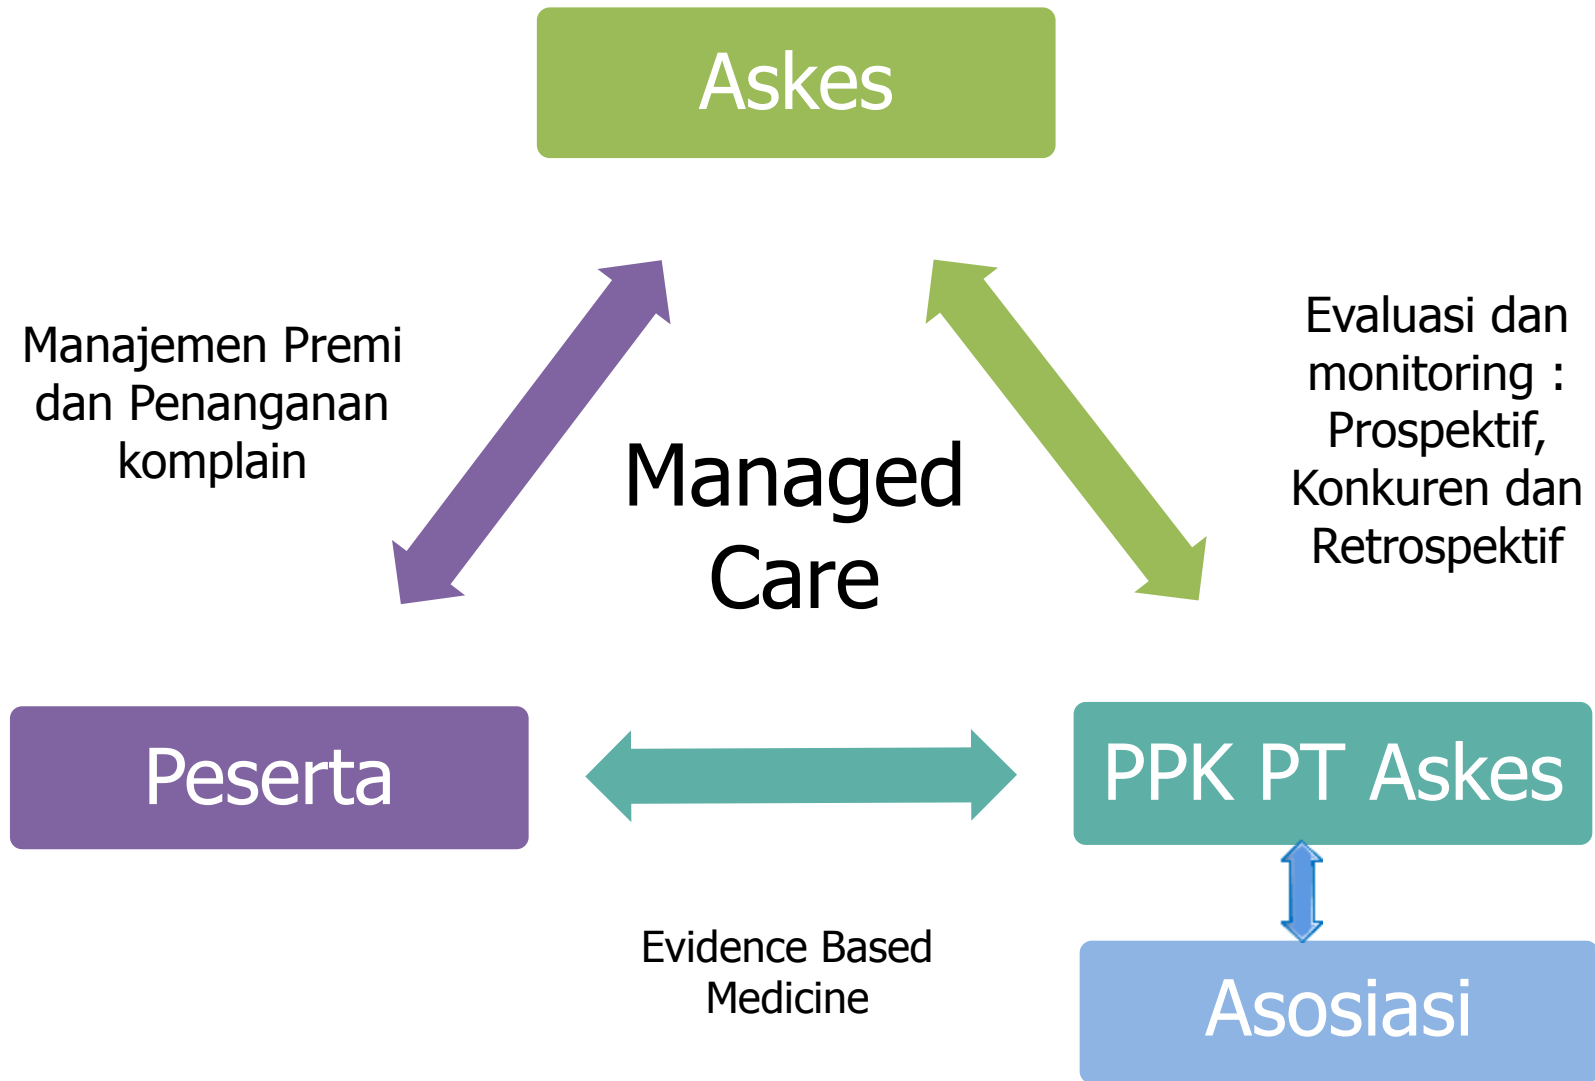 Askes
Manajemen Premi
dan Penanganan
komplain
Evaluasi dan
monitoring :
Prospektif,
Konkuren dan
Retrospektif
Managed
Care
Peserta
PPK PT Askes
Evidence Based
Medicine
Asosiasi